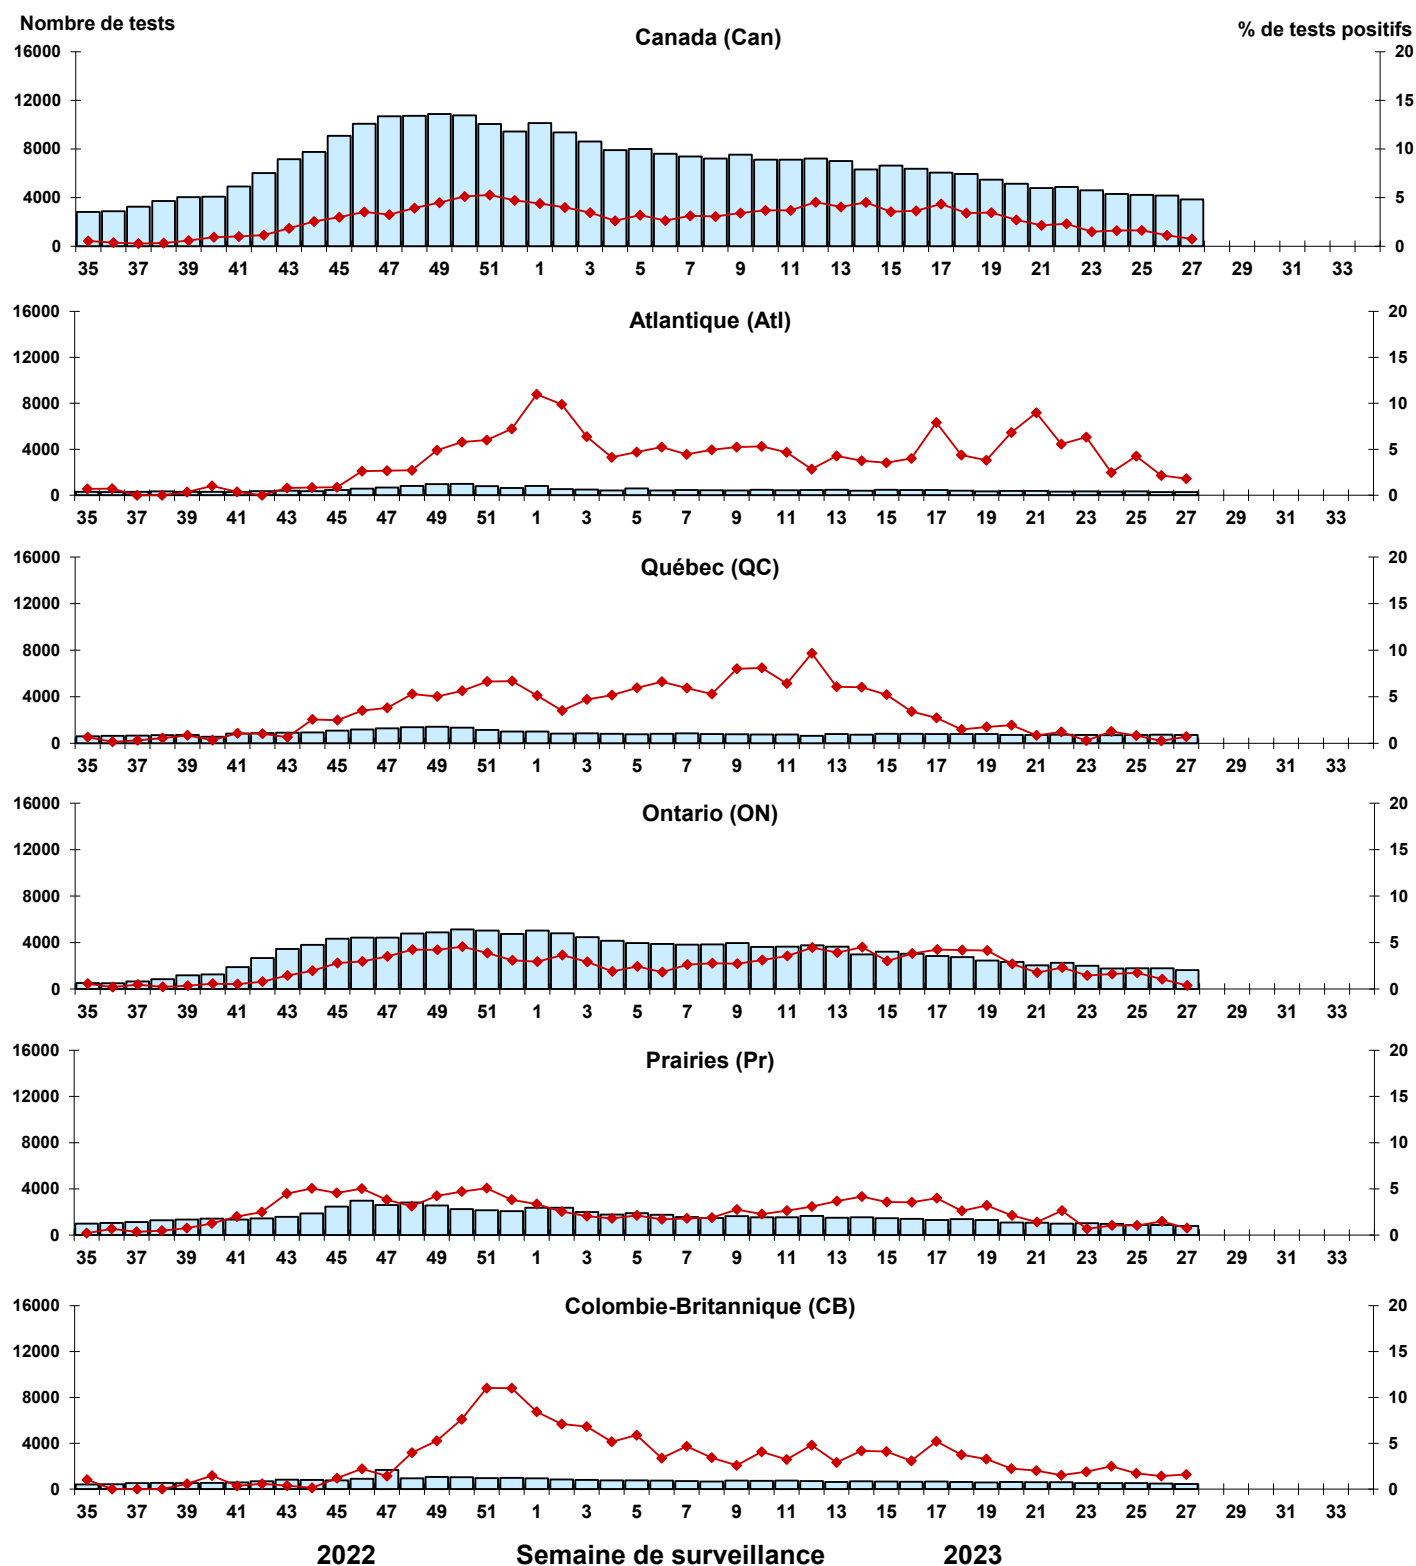 Nombre de tests
% de tests positifs
Canada (Can)
16000 20
12000 15
8000 10
4000 5
0 0
35 37 39 41 43 45 47 49 51 1 3 5 7 9 11 13 15 17 19 21 23 25 27 29 31 33
Atlantique (Atl)
16000 20
12000 15
8000 10
4000 5
0 0
35 37 39 41 43 45 47 49 51 1 3 5 7 9 11 13 15 17 19 21 23 25 27 29 31 33
Québec (QC)
16000 20
12000 15
8000 10
4000 5
0 0
35 37 39 41 43 45 47 49 51 1 3 5 7 9 11 13 15 17 19 21 23 25 27 29 31 33
Ontario (ON)
16000 20
12000 15
8000 10
4000 5
0 0
35 37 39 41 43 45 47 49 51 1 3 5 7 9 11 13 15 17 19 21 23 25 27 29 31 33
Prairies (Pr)
16000 20
12000 15
8000 10
4000 5
0 0
35 37 39 41 43 45 47 49 51 1 3 5 7 9 11 13 15 17 19 21 23 25 27 29 31 33
Colombie-Britannique (CB)
16000 20
12000 15
8000 10
4000 5
0 0
35 37 39 41 43 45 47 49 51 1 3 5 7 9 11 13 15 17 19 21 23 25 27 29 31 33
2022 Semaine de surveillance 2023